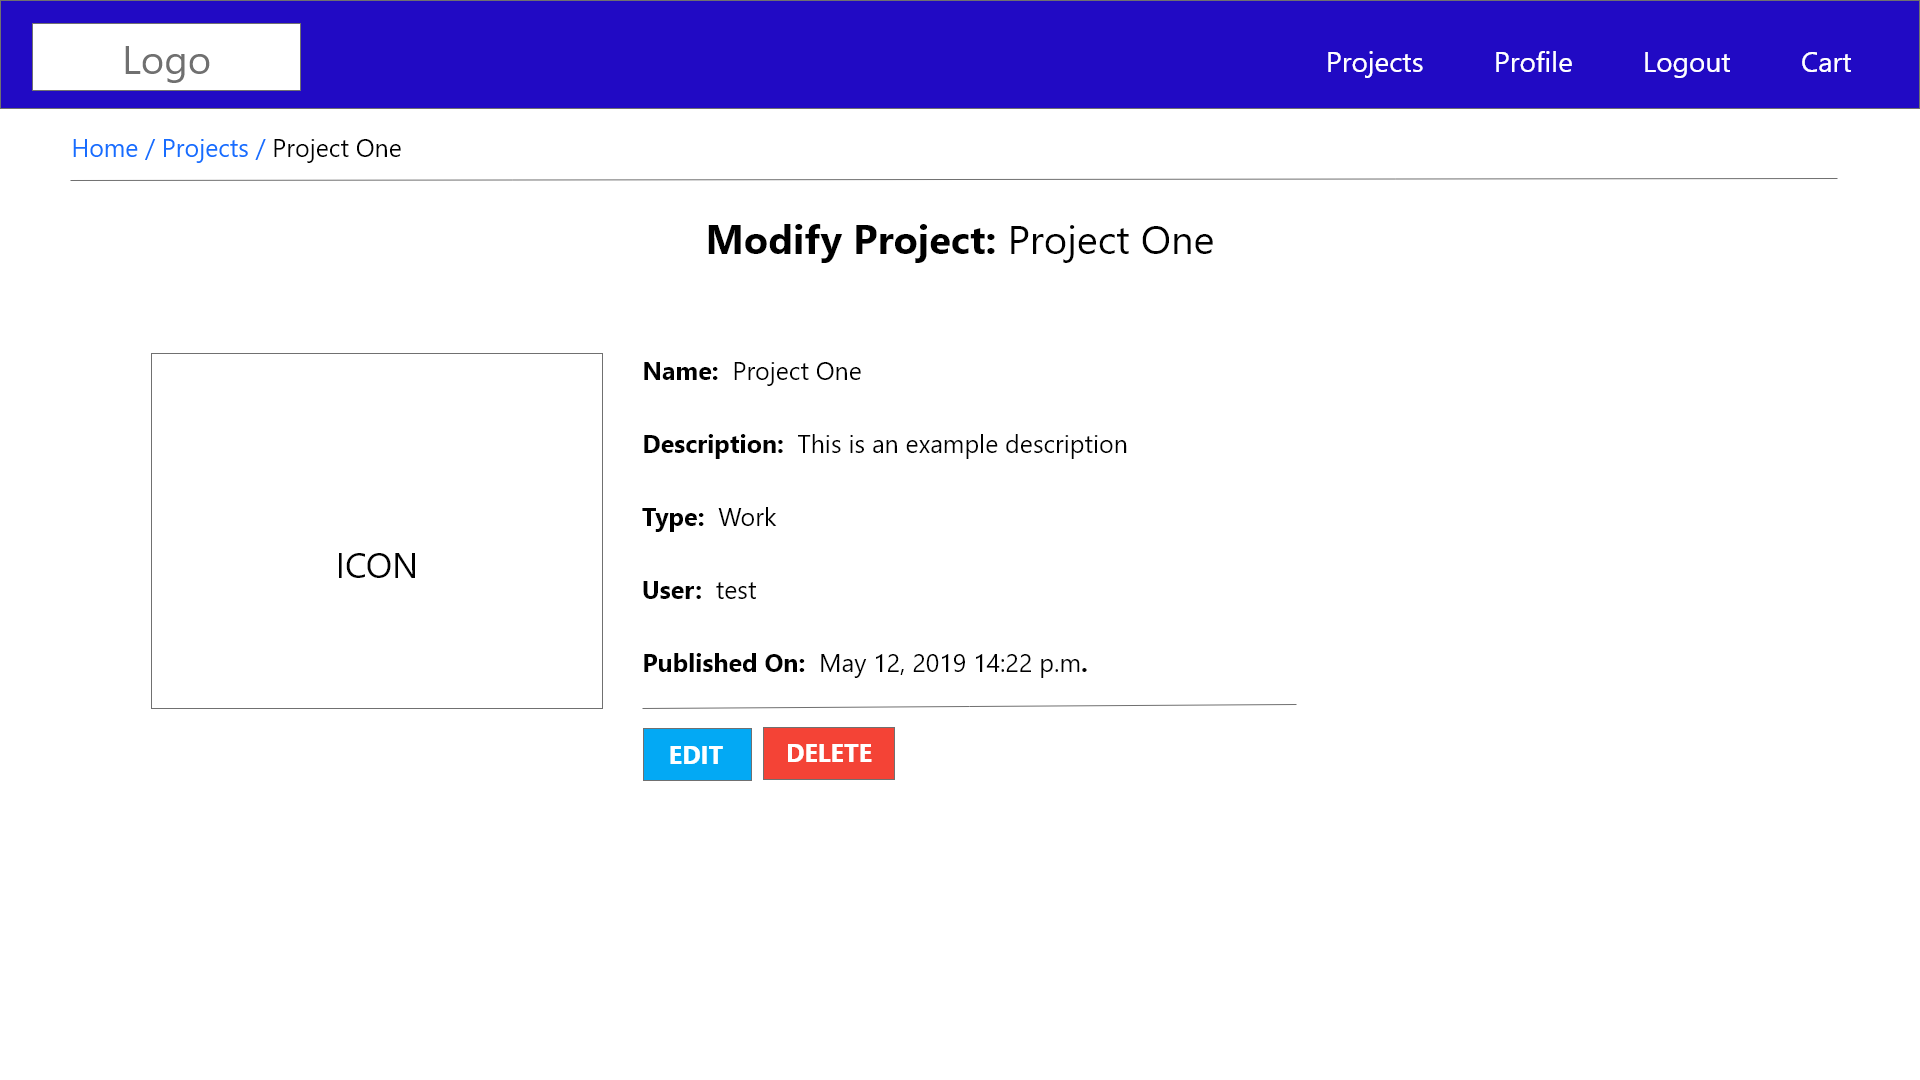 Logo
Projects Profile Logout Cart
Home / Projects / Project One
Modify Project: Project One
ICON
Name: Project One
Description: This is an example description
Type: Work
User: test
Published On: May 12, 2019 14:22 p.m.
EDIT DELETE